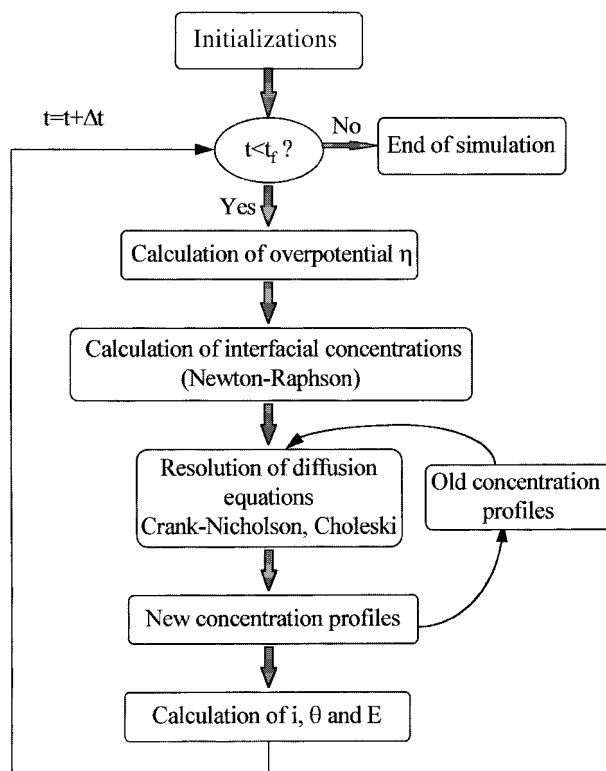 Initializations
t=t+Δt
t<t_f ?
No
End of simulation
Yes
Calculation of overpotential η
Calculation of interfacial concentrations
(Newton-Raphson)
Resolution of diffusion
equations
Crank-Nicholson, Choleski
Old concentration
profiles
New concentration profiles
Calculation of i, θ and E